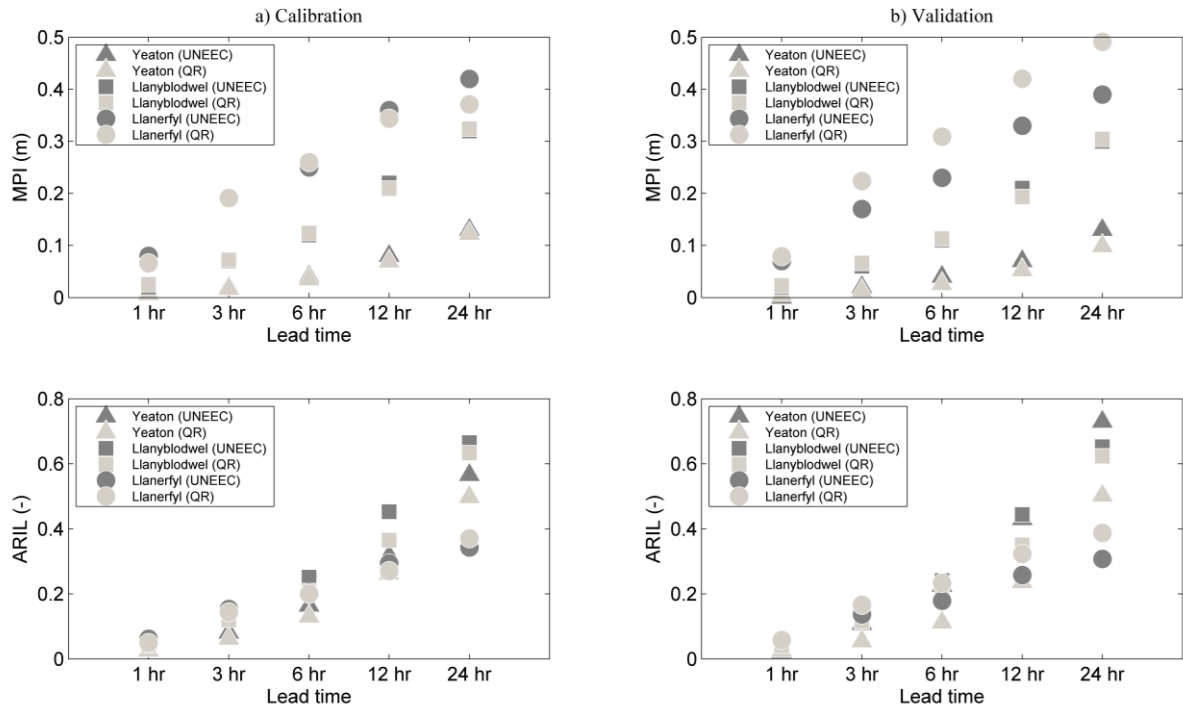 a) Calibration
0.5
0.4
0.3
0.2
0.1
0
MPI (m)
Yeaton (UNEEC)
Yeaton (QR)
Llanyblodwel (UNEEC)
Llanyblodwel (QR)
Llanerfyl (UNEEC)
Llanerfyl (QR)
1 hr 3 hr 6 hr 12 hr 24 hr
Lead time
b) Validation
0.5
0.4
0.3
0.2
0.1
0
MPI (m)
Yeaton (UNEEC)
Yeaton (QR)
Llanyblodwel (UNEEC)
Llanyblodwel (QR)
Llanerfyl (UNEEC)
Llanerfyl (QR)
1 hr 3 hr 6 hr 12 hr 24 hr
Lead time
0.8
0.6
0.4
0.2
0
ARIL (-)
Yeaton (UNEEC)
Yeaton (QR)
Llanyblodwel (UNEEC)
Llanyblodwel (QR)
Llanerfyl (UNEEC)
Llanerfyl (QR)
1 hr 3 hr 6 hr 12 hr 24 hr
Lead time
0.8
0.6
0.4
0.2
0
ARIL (-)
Yeaton (UNEEC)
Yeaton (QR)
Llanyblodwel (UNEEC)
Llanyblodwel (QR)
Llanerfyl (UNEEC)
Llanerfyl (QR)
1 hr 3 hr 6 hr 12 hr 24 hr
Lead time